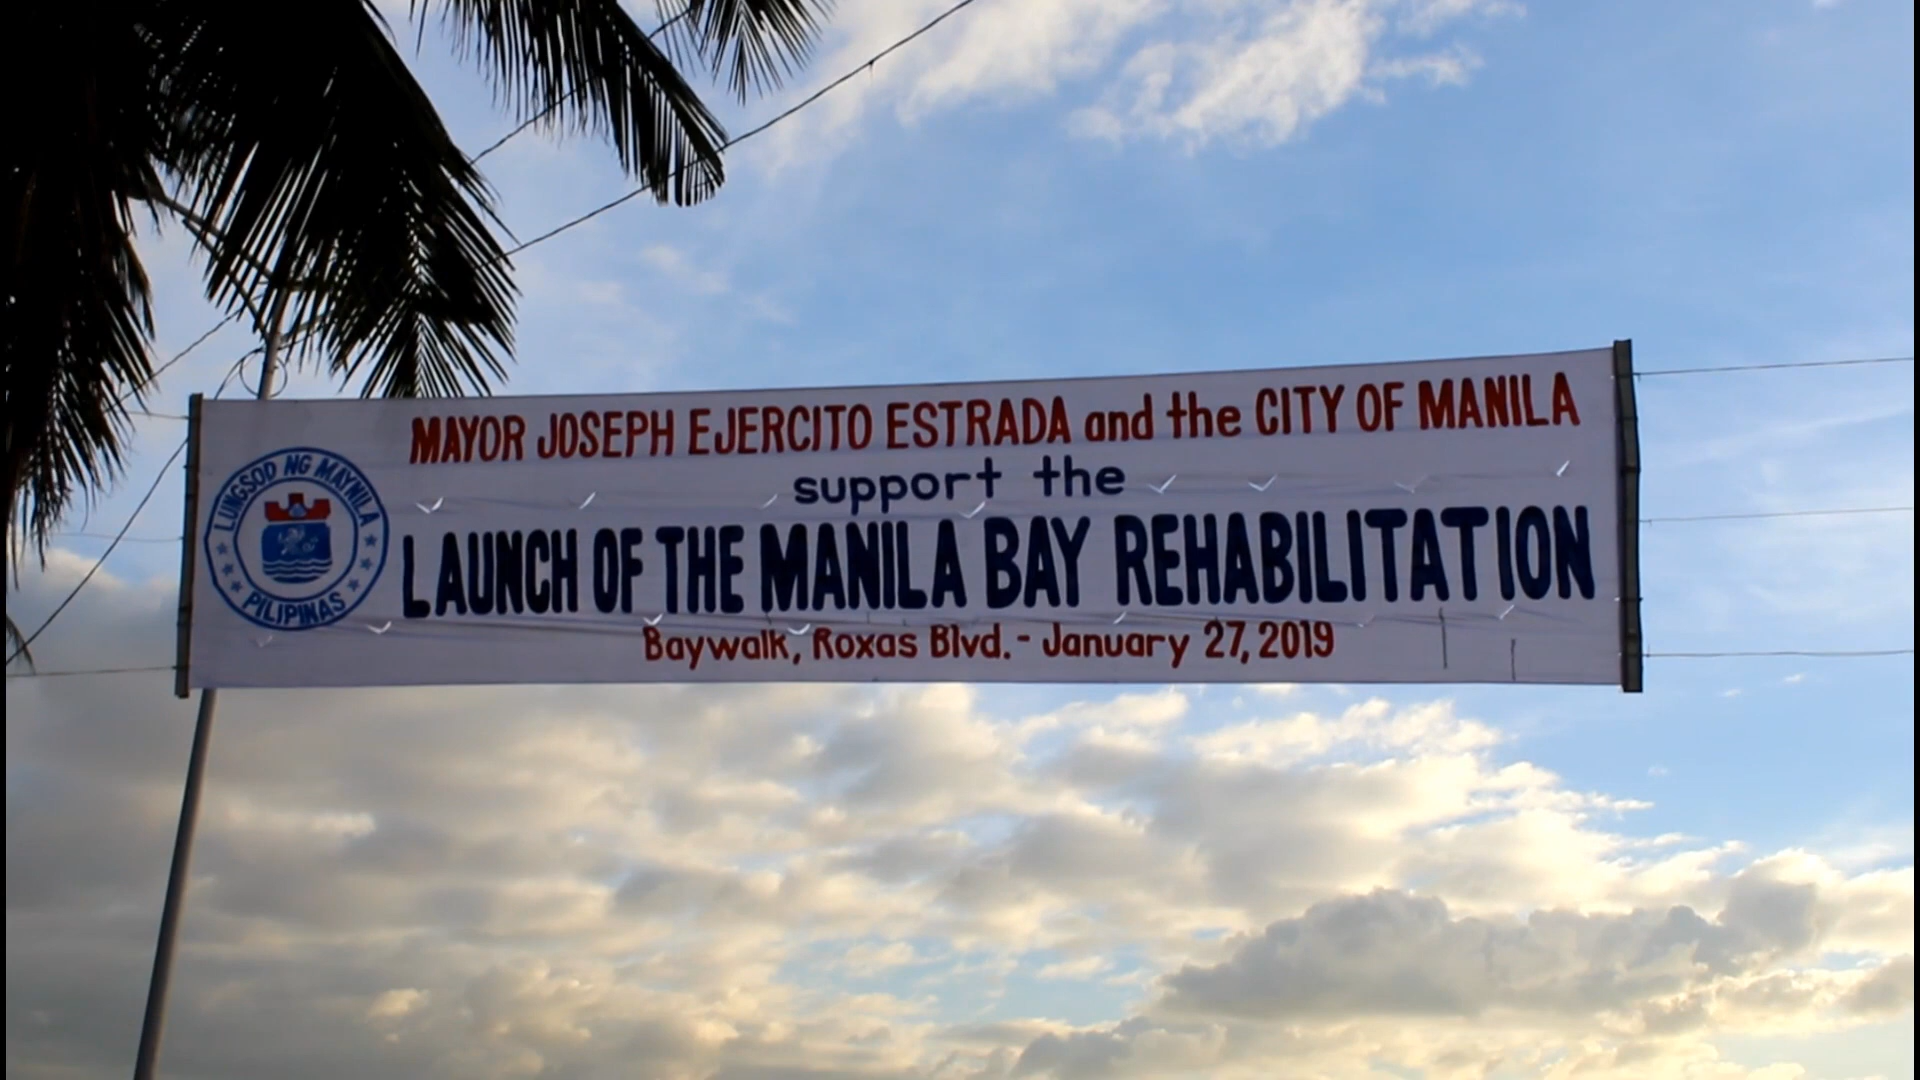 MAYOR JOSEPH EJERCITO ESTRADA and the CITY OF MANILA
support the
LAUNCH OF THE MANILA BAY REHABILITATION
Baywalk, Roxas Blvd. - January 27, 2019
LUNGSOD NG MAYNILA
PILIPINAS